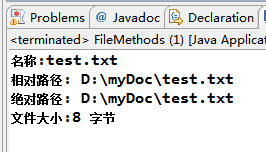 Problems @ Javadoc Declaration
<terminated> FileMethods (1) [Java Applicat
名称:test.txt
相对路径: D:\myDoc\test.txt
绝对路径: D:\myDoc\test.txt
文件大小:8 字节